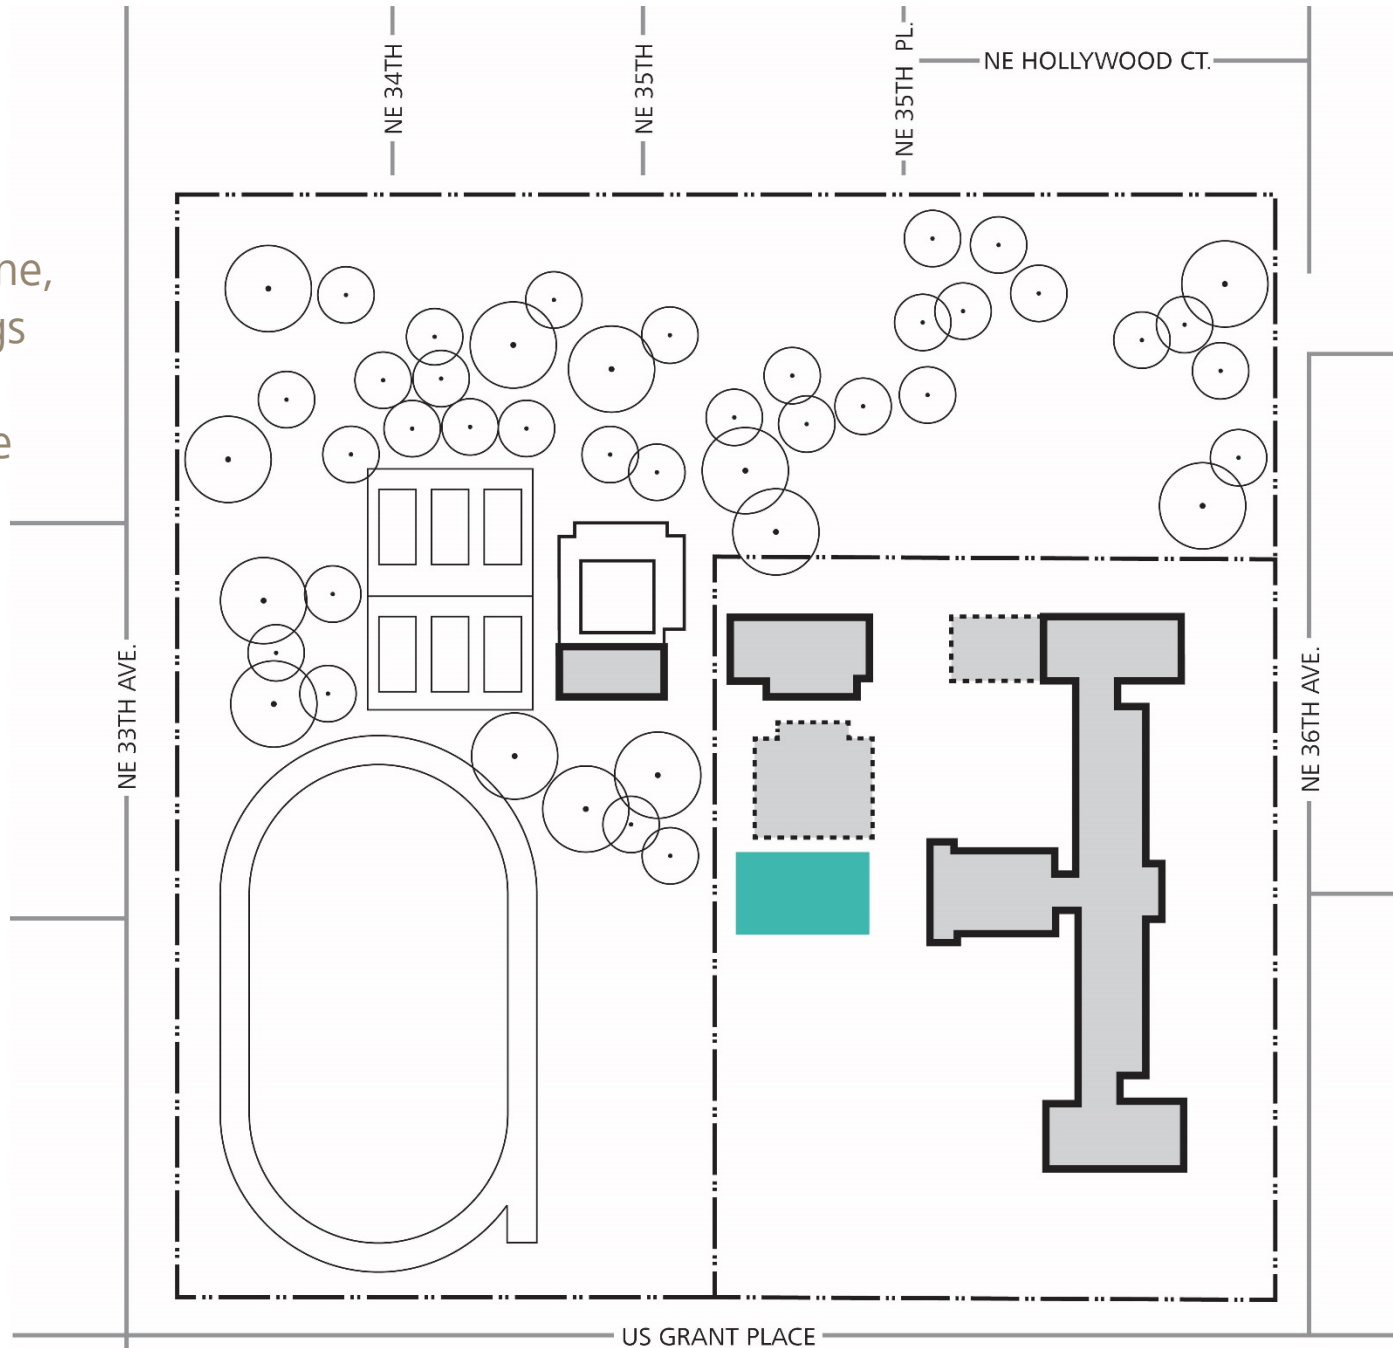 NE 34TH
NE 35TH
NE 35TH PL.
NE HOLLYWOOD CT.
NE 33TH AVE.
NE 36TH AVE.
US GRANT PLACE